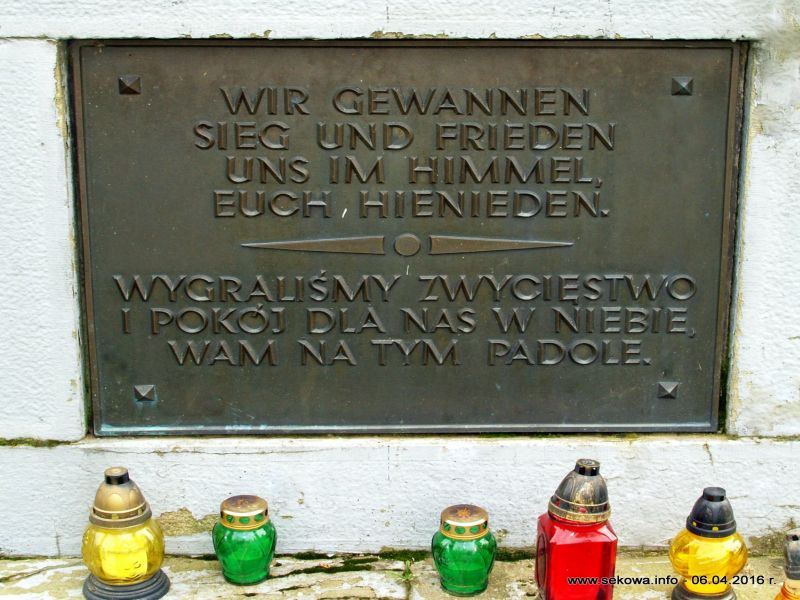 WIR GEWANNEN
SIEG UND FRIEDEN
UNS IM HIMMEL,
EUCH HIENIEDEN.
WYGRALIŚMY ZWYCIĘSTWO
I POKÓJ DLA NAS W NIEBIE,
WAM NA TYM PADOLE.
www.sekowa.info - 06.04.2016 r.